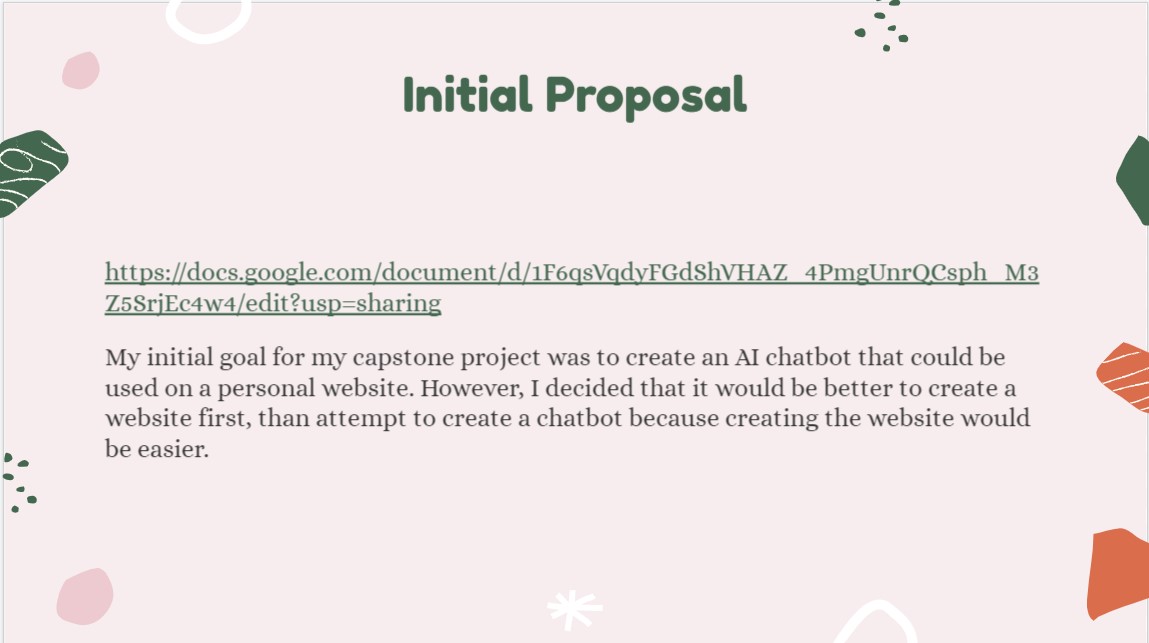 Initial Proposal
https://docs.google.com/document/d/1F6qsVqdyFGdShVHAZ_4PmgUnrQCsph_M3
Z5SrjEc4w4/edit?usp=sharing
My initial goal for my capstone project was to create an AI chatbot that could be
used on a personal website. However, I decided that it would be better to create a
website first, than attempt to create a chatbot because creating the website would
be easier.